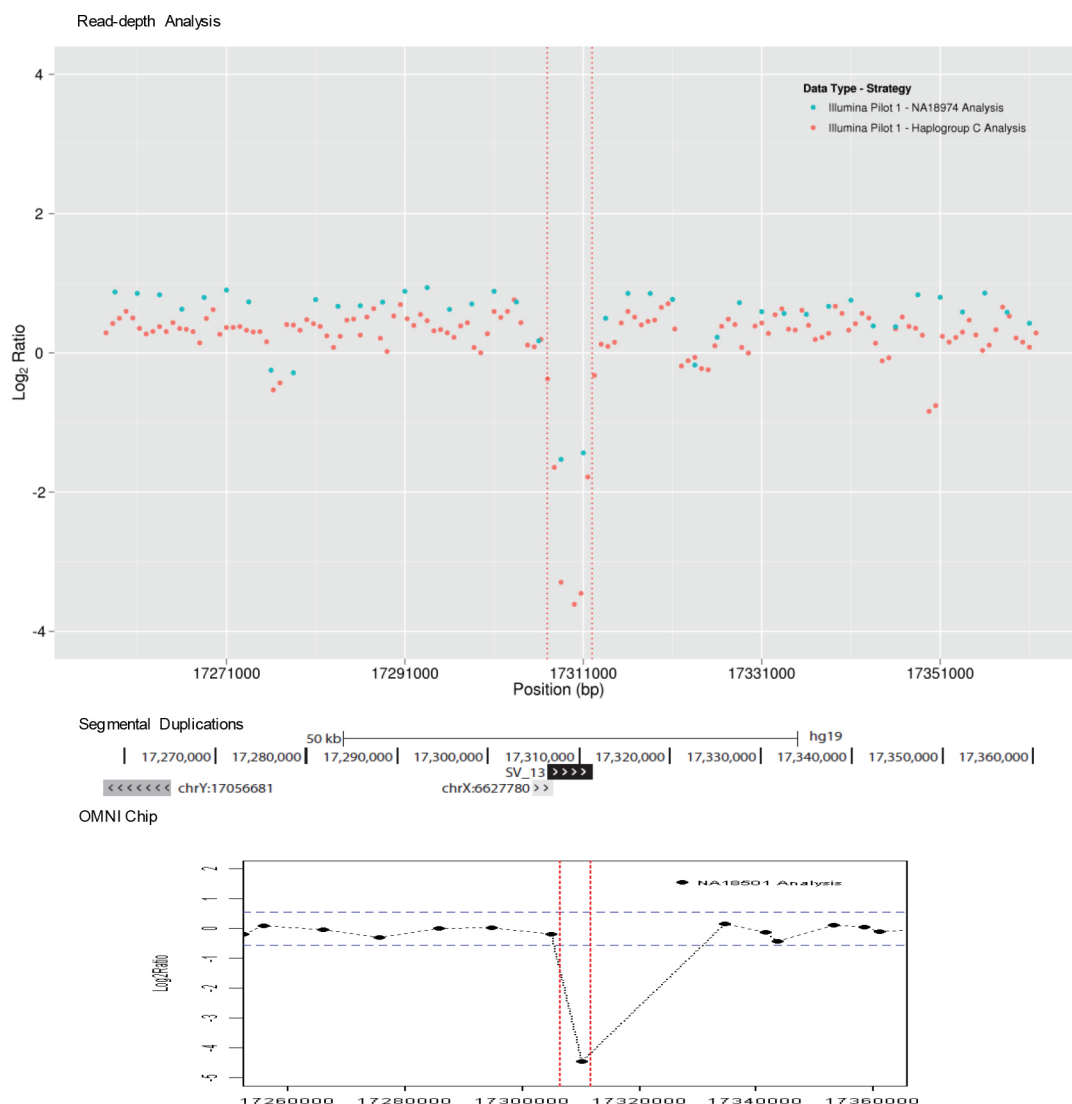 Read-depth Analysis
4
2
0
-2
-4
Log2 Ratio
Data Type - Strategy
Illumina Pilot 1 - NA18974 Analysis
Illumina Pilot 1 - Haplogroup C Analysis
17271000 17291000 17311000 17331000 17351000
Position (bp)
Segmental Duplications
50 kb hg19
17,270,000 17,280,000 17,290,000 17,300,000 17,310,000 17,320,000 17,330,000 17,340,000 17,350,000 17,360,000
SV_13 >>>>
<<<<<<< chrY:17056681 chrX:6627780 >>
OMNI Chip
2
1
0
-1
-2
-3
-4
-5
Log2Ratio
NA18501 Analysis
17260000 17280000 17300000 17320000 17340000 17360000